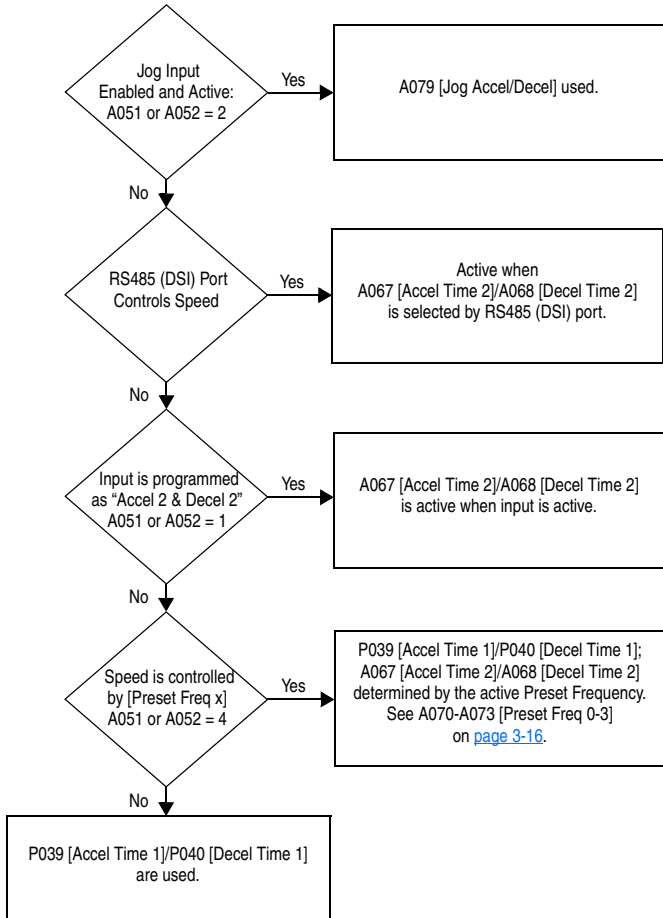 Jog Input
Enabled and Active:
A051 or A052 = 2
Yes
A079 [Jog Accel/Decel] used.
No
RS485 (DSI) Port
Controls Speed
Yes
Active when
A067 [Accel Time 2]/A068 [Decel Time 2]
is selected by RS485 (DSI) port.
No
Input is programmed
as “Accel 2 & Decel 2”
A051 or A052 = 1
Yes
A067 [Accel Time 2]/A068 [Decel Time 2]
is active when input is active.
No
Speed is controlled
by [Preset Freq x]
A051 or A052 = 4
Yes
P039 [Accel Time 1]/P040 [Decel Time 1];
A067 [Accel Time 2]/A068 [Decel Time 2]
determined by the active Preset Frequency.
See A070-A073 [Preset Freq 0-3]
on page 3-16.
No
P039 [Accel Time 1]/P040 [Decel Time 1]
are used.